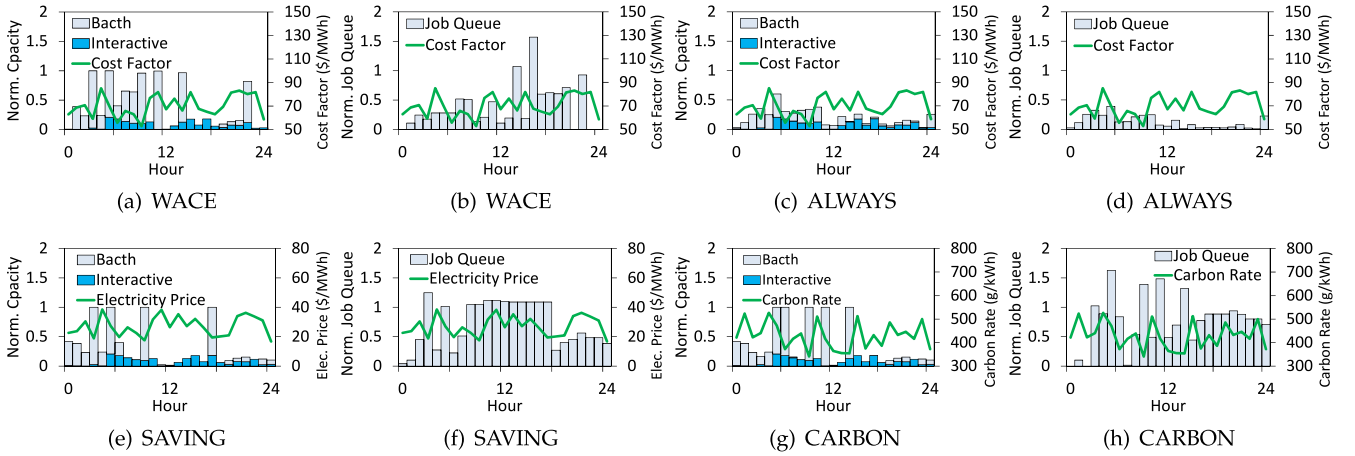 Norm. Cpacity
2
1.5
1
0.5
0
Bacth
Interactive
Cost Factor
150
130
110
90
70
50
Cost Factor ($/MWh)
0
12
24
Hour
(a) WACE
Norm. Job Queue
2
1.5
1
0.5
0
Job Queue
Cost Factor
150
130
110
90
70
50
Cost Factor ($/MWh)
0
12
24
Hour
(b) WACE
Norm. Cpacity
2
1.5
1
0.5
0
Bacth
Interactive
Cost Factor
150
130
110
90
70
50
Cost Factor ($/MWh)
0
12
24
Hour
(c) ALWAYS
Norm. Job Queue
2
1.5
1
0.5
0
Job Queue
Cost Factor
150
130
110
90
70
50
Cost Factor ($/MWh)
0
12
24
Hour
(d) ALWAYS
Norm. Cpacity
2
1.5
1
0.5
0
Bacth
Interactive
Electricity Price
80
60
40
20
0
Elec. Price ($/MWh)
0
12
24
Hour
(e) SAVING
Norm. Job Queue
2
1.5
1
0.5
0
Job Queue
Electricity Price
80
60
40
20
0
Elec. Price ($/MWh)
0
12
24
Hour
(f) SAVING
Norm. Cpacity
2
1.5
1
0.5
0
Bacth
Interactive
Carbon Rate
800
700
600
500
400
300
Carbon Rate (g/kWh)
0
12
24
Hour
(g) CARBON
Norm. Job Queue
2
1.5
1
0.5
0
Job Queue
Carbon Rate
800
700
600
500
400
300
Carbon Rate (g/kWh)
0
12
24
Hour
(h) CARBON